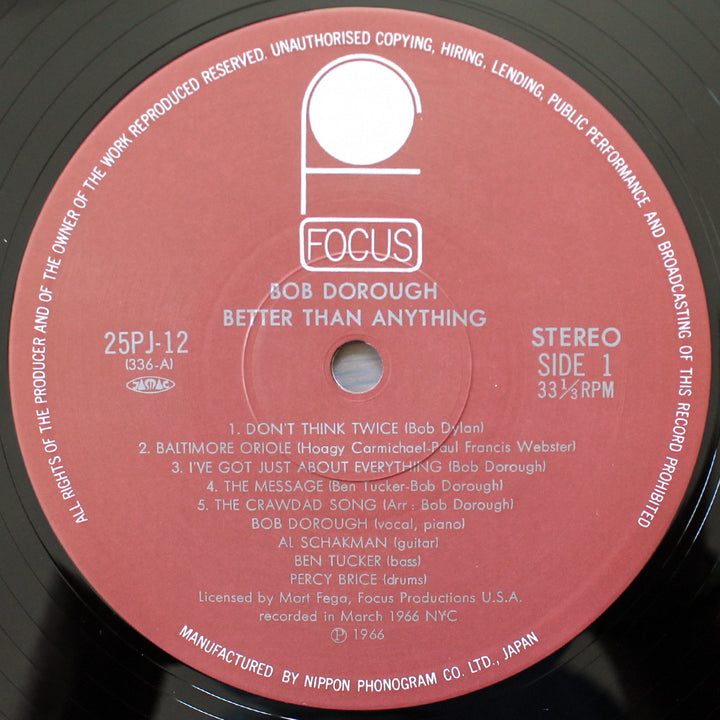 ALL RIGHTS OF THE PRODUCER AND OF THE OWNER OF THE WORK REPRODUCED RESERVED. UNAUTHORISED COPYING, HIRING, LENDING, PUBLIC PERFORMANCE AND BROADCASTING OF THIS RECORD PROHIBITED
FOCUS
BOB DOROUGH
BETTER THAN ANYTHING
25PJ-12
(336-A)
JASRAC
STEREO
SIDE 1
33 1/3 RPM
1. DON'T THINK TWICE (Bob Dylan)
2. BALTIMORE ORIOLE (Hoagy Carmichael-Paul Francis Webster)
3. I'VE GOT JUST ABOUT EVERYTHING (Bob Dorough)
4. THE MESSAGE (Ben Tucker-Bob Dorough)
5. THE CRAWDAD SONG (Arr : Bob Dorough)
BOB DOROUGH (vocal, piano)
AL SCHAKMAN (guitar)
BEN TUCKER (bass)
PERCY BRICE (drums)
Licensed by Mort Fega, Focus Productions U.S.A.
recorded in March 1966 NYC
℗ 1966
MANUFACTURED BY NIPPON PHONOGRAM CO. LTD., JAPAN